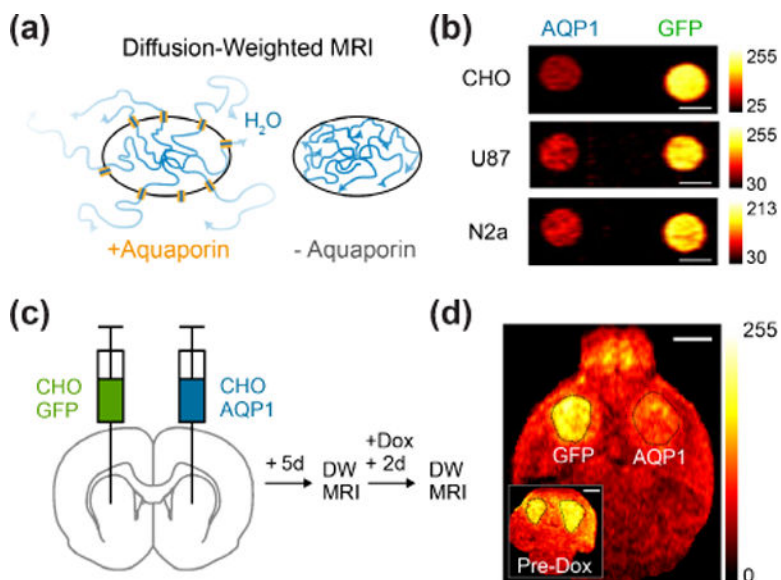 (a)
Diffusion-Weighted MRI
H2O
+Aquaporin
- Aquaporin
(b)
AQP1 GFP
CHO
255
25
U87
255
30
N2a
213
30
(c)
CHO
GFP
CHO
AQP1
+ 5d
DW
MRI
+Dox
+ 2d
DW
MRI
(d)
GFP
AQP1
Pre-Dox
255
0